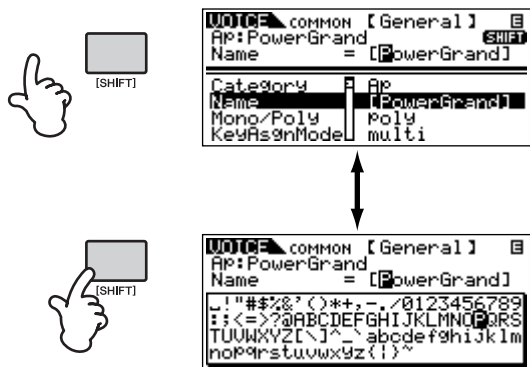 [SHIFT]
VOICE COMMON [General] E
AP:PowerGrand SHIFT
Name = [PowerGrand]
Category AP
Name [PowerGrand]
Mono/Poly poly
KeyAsgnMode multi
[SHIFT]
VOICE COMMON [General] E
AP:PowerGrand
Name = [PowerGrand]
␣!"#$%&'()*+,-./0123456789
:;<=>?@ABCDEFGHIJKLMNOPQRS
TUVWXYZ[\]^_`abcdefghijklm
nopqrstuvwxyz{|}~